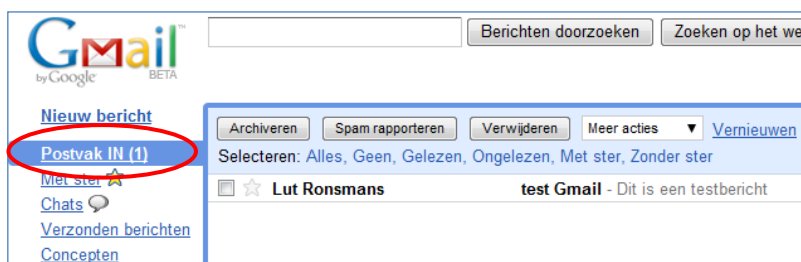 Gmail
by Google BETA
Berichten doorzoeken Zoeken op het we
Nieuw bericht
Postvak IN (1)
Met ster
Chats
Verzonden berichten
Concepten
Archiveren Spam rapporteren Verwijderen Meer acties Vernieuwen
Selecteren: Alles, Geen, Gelezen, Ongelezen, Met ster, Zonder ster
Lut Ronsmans test Gmail - Dit is een testbericht